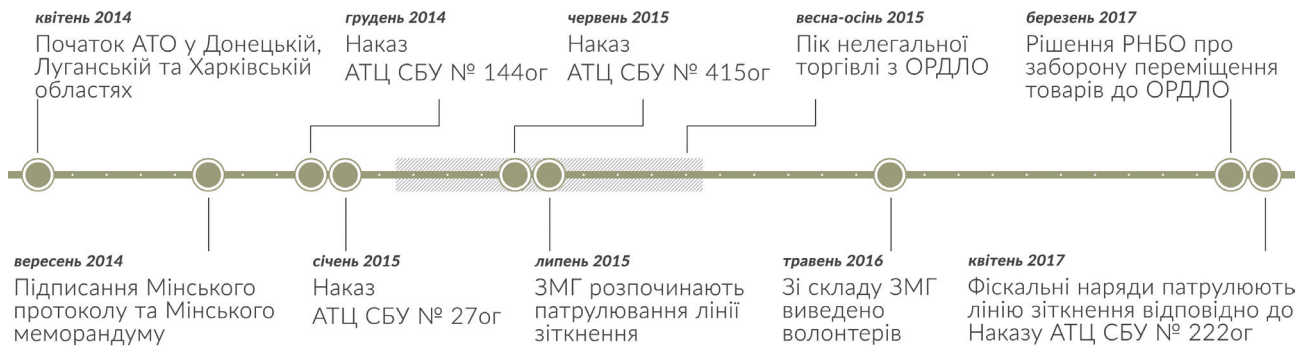 квітень 2014
Початок АТО у Донецькій,
Луганській та Харківській
областях
грудень 2014
Наказ
АТЦ СБУ № 144ог
червень 2015
Наказ
АТЦ СБУ № 415ог
весна-осінь 2015
Пік нелегальної
торгівлі з ОРДЛО
березень 2017
Рішення РНБО про
заборону переміщення
товарів до ОРДЛО
вересень 2014
Підписання Мінського
протоколу та Мінського
меморандуму
січень 2015
Наказ
АТЦ СБУ № 27ог
липень 2015
ЗМГ розпочинають
патрулювання лінії
зіткнення
травень 2016
Зі складу ЗМГ
виведено
волонтерів
квітень 2017
Фіскальні наряди патрулюють
лінію зіткнення відповідно до
Наказу АТЦ СБУ № 222ог